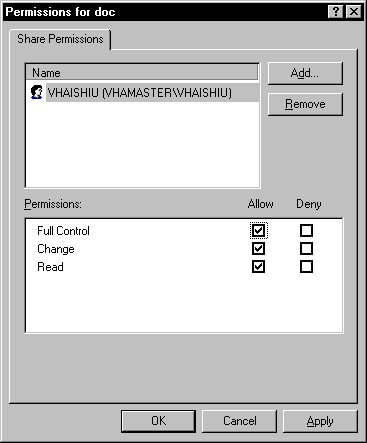 Permissions for doc
Share Permissions
Name
VHAISHIU (VHAMASTER\VHAISHIU)
Add...
Remove
Permissions: Allow Deny
Full Control
Change
Read
OK Cancel Apply